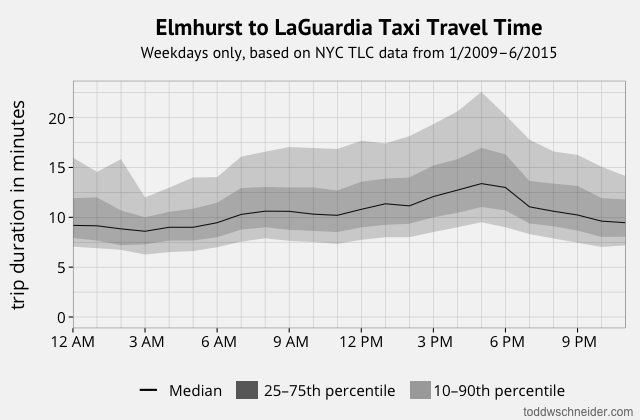 Elmhurst to LaGuardia Taxi Travel Time
Weekdays only, based on NYC TLC data from 1/2009–6/2015
trip duration in minutes
20
15
10
5
0
12 AM 3 AM 6 AM 9 AM 12 PM 3 PM 6 PM 9 PM
Median 25–75th percentile 10–90th percentile
toddwschneider.com